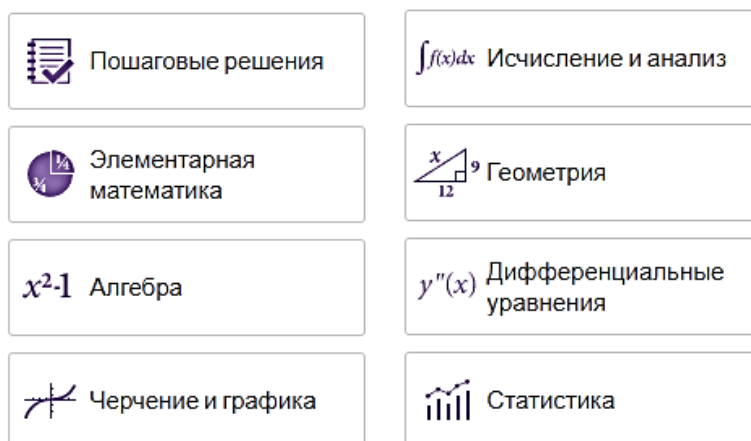 Пошаговые решения
∫f(x)dx Исчисление и анализ
¼ ¾ Элементарная
математика
x 9 12 Геометрия
x²-1 Алгебра
y″(x) Дифференциальные
уравнения
Черчение и графика
Статистика